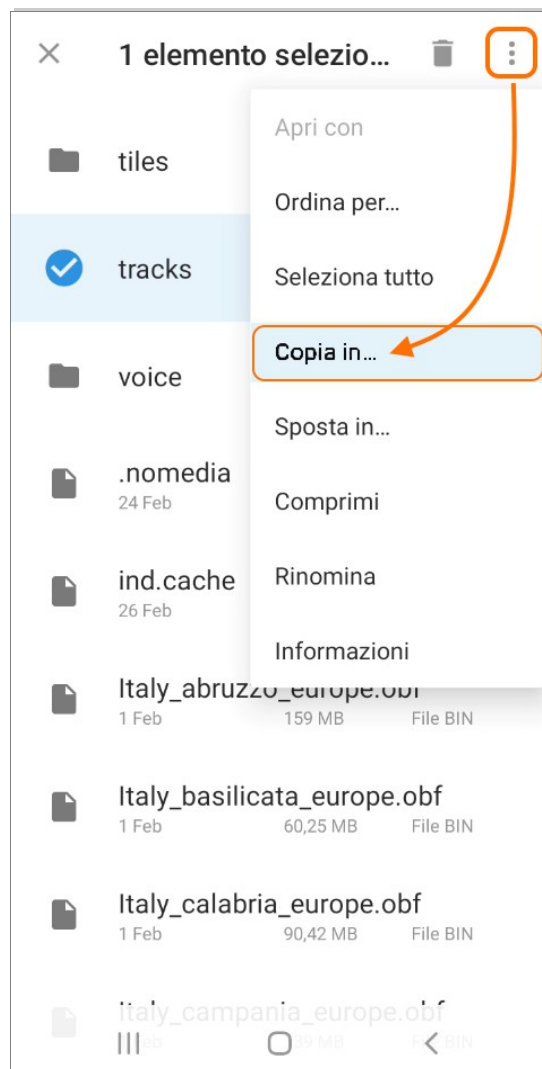 1 elemento selezio...
Apri con
tiles
Ordina per...
tracks
Seleziona tutto
Copia in...
voice
Sposta in...
.nomedia
24 Feb
Comprimi
ind.cache
26 Feb
Rinomina
Informazioni
Italy_abruzzo_europe.obf
1 Feb 159 MB File BIN
Italy_basilicata_europe.obf
1 Feb 60,25 MB File BIN
Italy_calabria_europe.obf
1 Feb 90,42 MB File BIN
Italy_campania_europe.obf